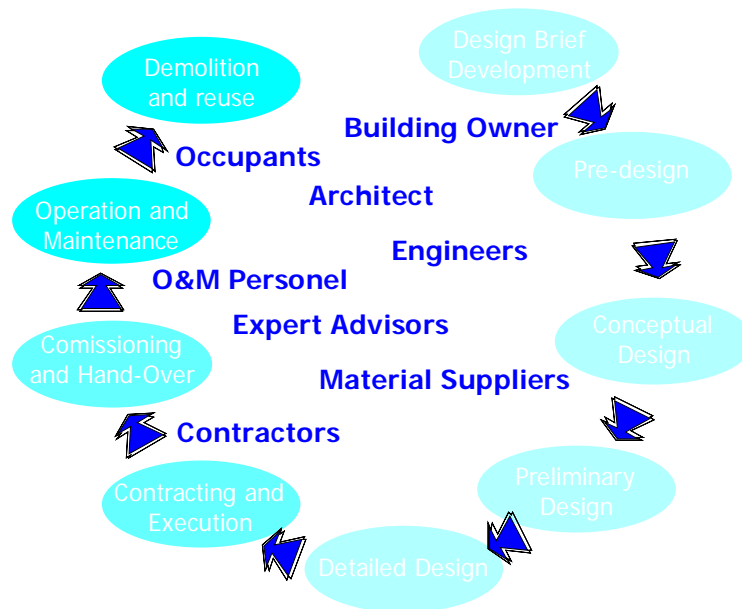 Design Brief
Development
Demolition
and reuse
Building Owner
Occupants
Pre-design
Architect
Operation and
Maintenance
Engineers
O&M Personel
Expert Advisors
Conceptual
Design
Comissioning
and Hand-Over
Material Suppliers
Contractors
Preliminary
Design
Contracting and
Execution
Detailed Design